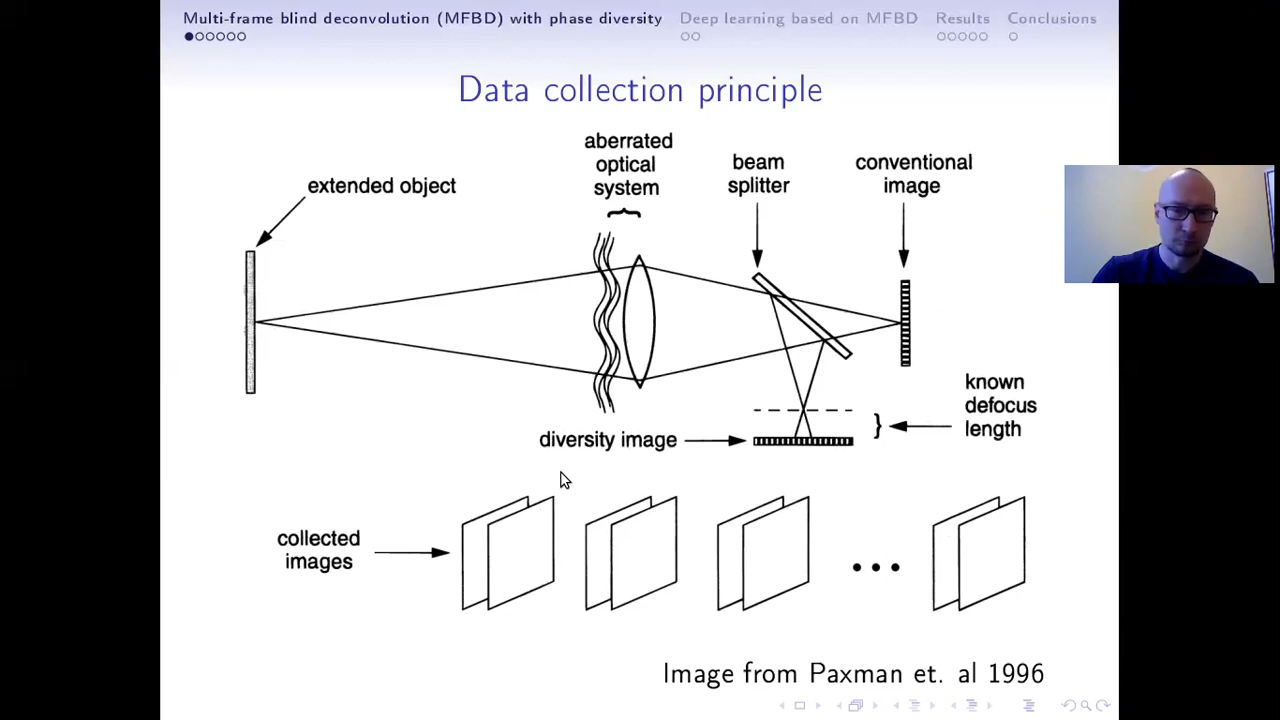 Multi-frame blind deconvolution (MFBD) with phase diversity Deep learning based on MFBD Results Conclusions
Data collection principle
aberrated
optical
system
beam
splitter
conventional
image
extended object
known
defocus
length
diversity image
collected
images
Image from Paxman et. al 1996